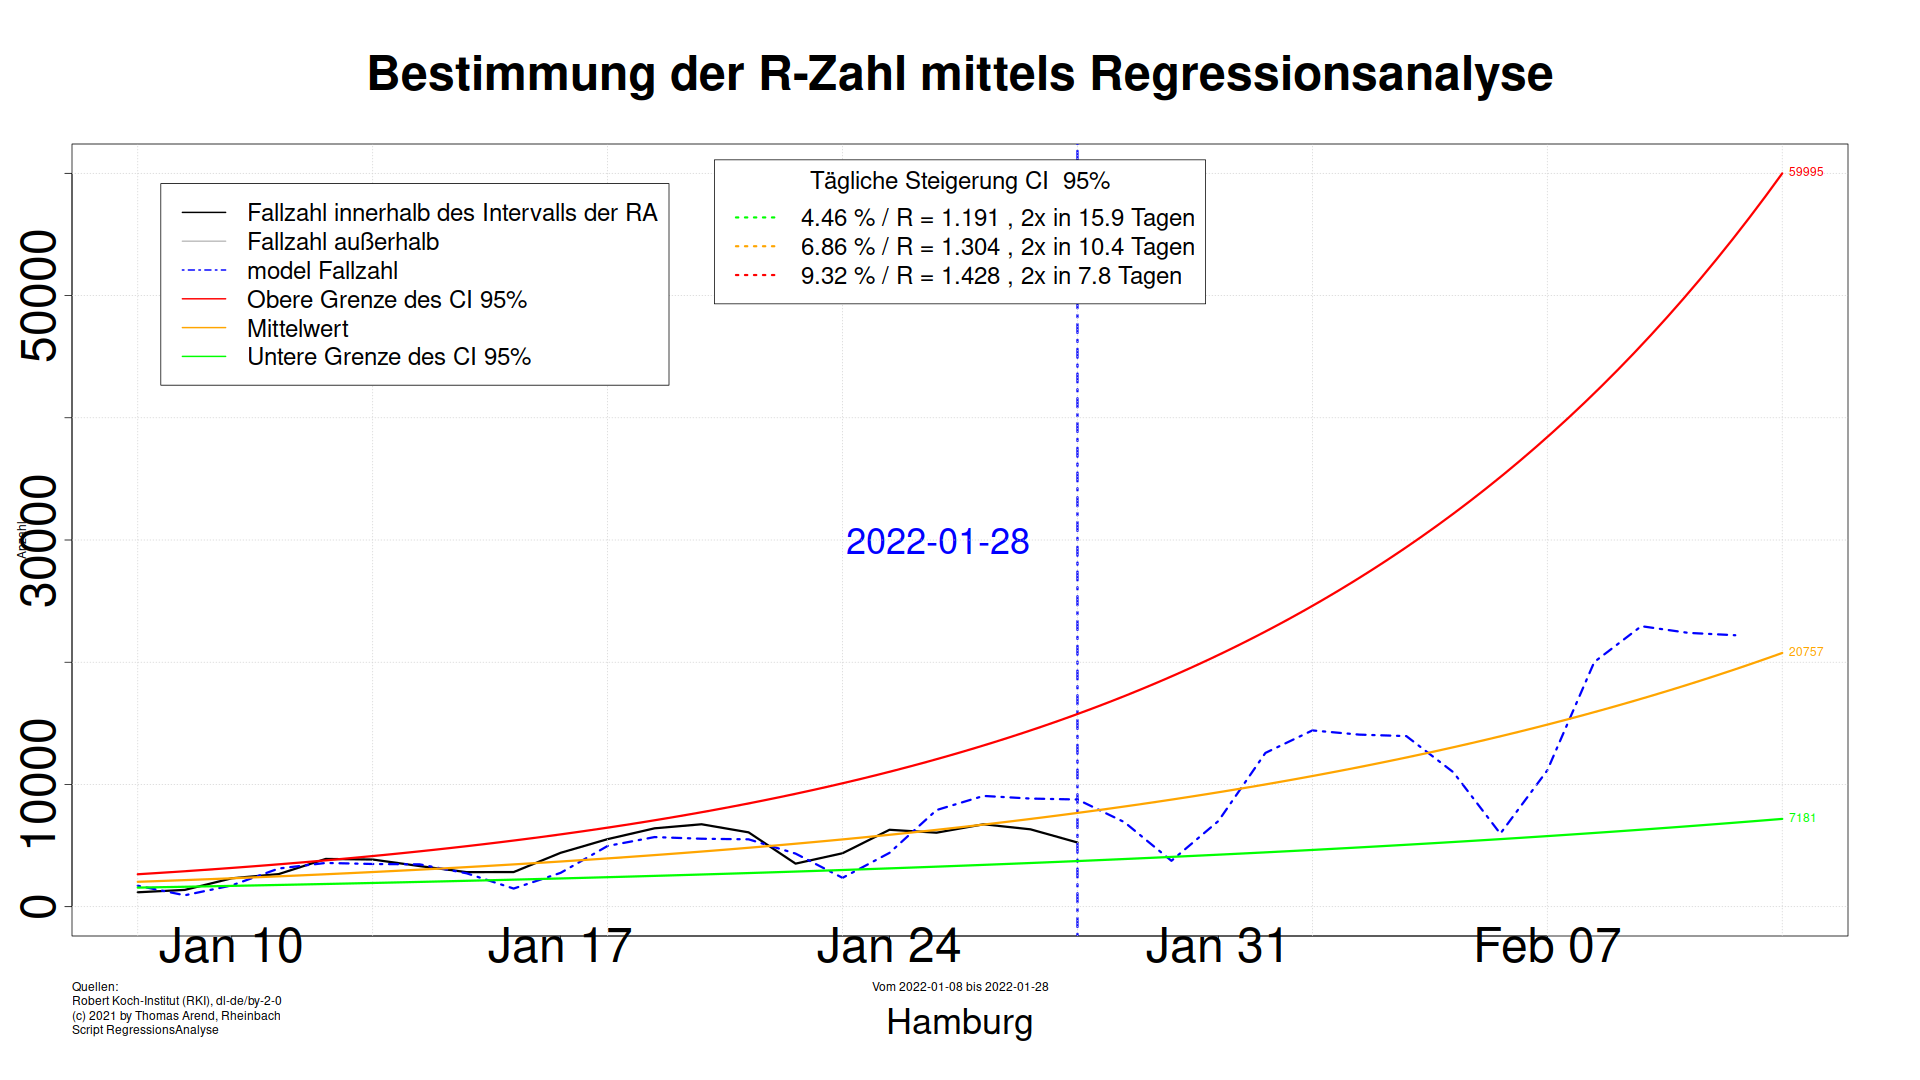 Bestimmung der R-Zahl mittels Regressionsanalyse
Fallzahl innerhalb des Intervalls der RA
Fallzahl außerhalb
model Fallzahl
Obere Grenze des CI 95%
Mittelwert
Untere Grenze des CI 95%
Tägliche Steigerung CI 95%
4.46 % / R = 1.191 , 2x in 15.9 Tagen
6.86 % / R = 1.304 , 2x in 10.4 Tagen
9.32 % / R = 1.428 , 2x in 7.8 Tagen
59995
20757
7181
2022-01-28
50000
30000
10000
0
Anzahl
Jan 10
Jan 17
Jan 24
Jan 31
Feb 07
Quellen:
Robert Koch-Institut (RKI), dl-de/by-2-0
(c) 2021 by Thomas Arend, Rheinbach
Script RegressionsAnalyse
Vom 2022-01-08 bis 2022-01-28
Hamburg